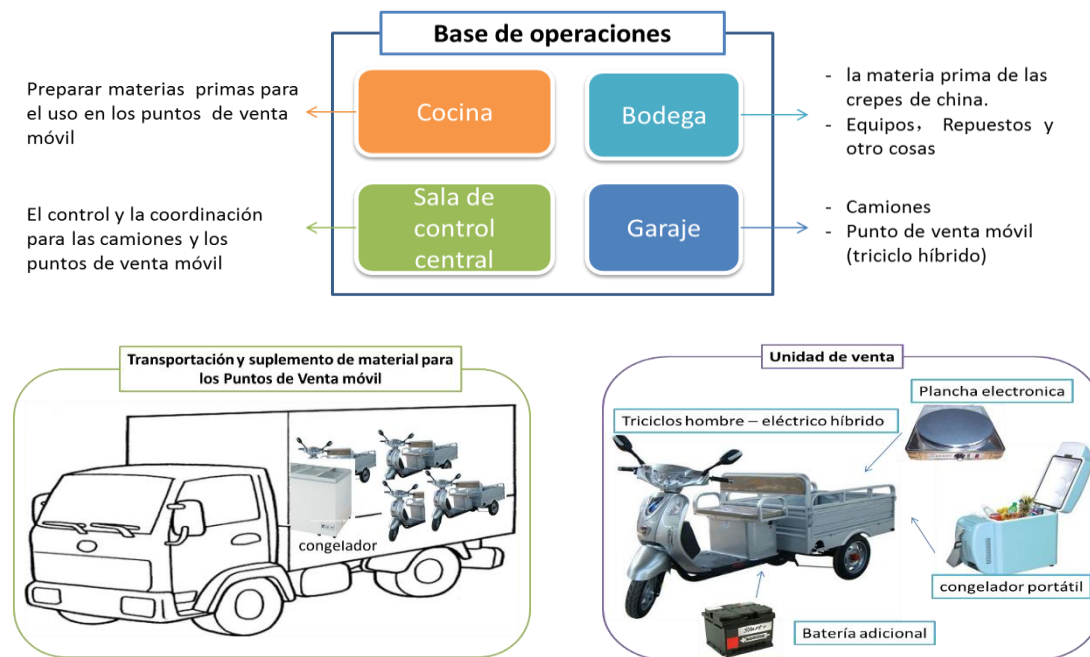 Base de operaciones
Preparar materias primas para
el uso en los puntos de venta
móvil
Cocina
Bodega
- la materia prima de las
crepes de china.
- Equipos， Repuestos y
otro cosas
El control y la coordinación
para las camiones y los
puntos de venta móvil
Sala de
control
central
Garaje
- Camiones
- Punto de venta móvil
(triciclo híbrido)
Transportación y suplemento de material para
los Puntos de Venta móvil
congelador
Unidad de venta
Plancha electronica
Triciclos hombre – eléctrico híbrido
congelador portátil
Batería adicional